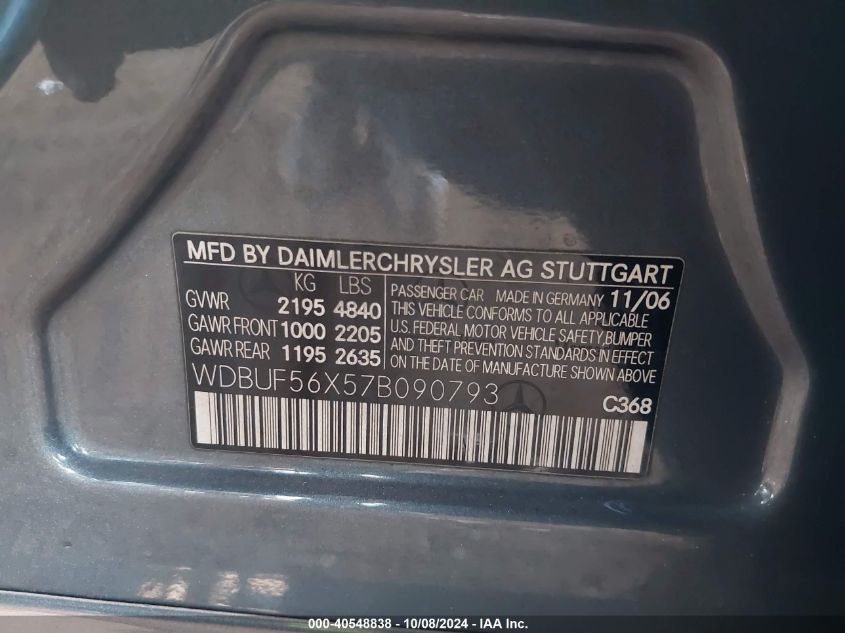 MFD BY DAIMLERCHRYSLER AG STUTTGART
KG LBS
GVWR 2195 4840
GAWR FRONT 1000 2205
GAWR REAR 1195 2635
PASSENGER CAR MADE IN GERMANY 11/06
THIS VEHICLE CONFORMS TO ALL APPLICABLE
U.S. FEDERAL MOTOR VEHICLE SAFETY,BUMPER
AND THEFT PREVENTION STANDARDS IN EFFECT
ON THE DATE OF MANUFACTURE SHOWN ABOVE
WDBUF56X57B090793
C368
000-40548838 - 10/08/2024 - IAA Inc.